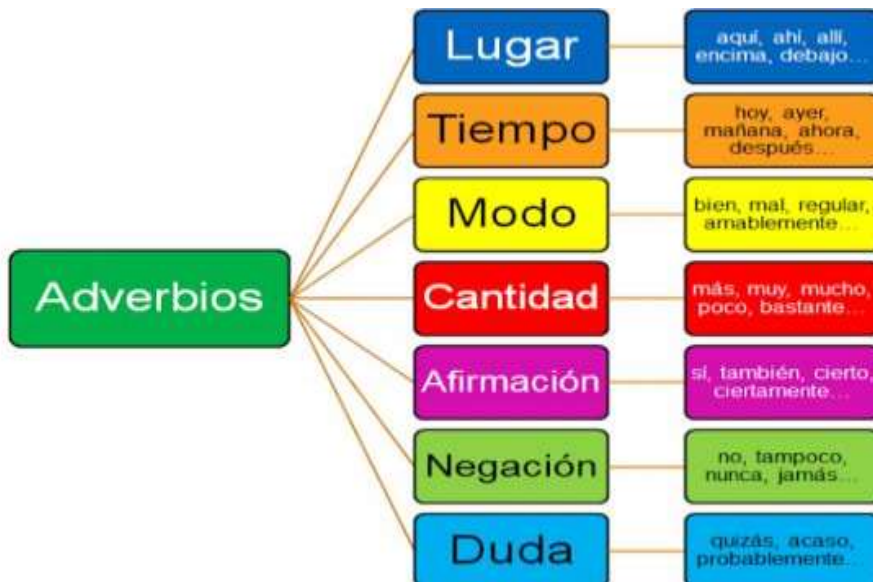 Adverbios
Lugar
aquí, ahí, allí,
encima, debajo...
Tiempo
hoy, ayer,
mañana, ahora,
después...
Modo
bien, mal, regular,
amablemente...
Cantidad
más, muy, mucho,
poco, bastante...
Afirmación
sí, también, cierto,
ciertamente...
Negación
no, tampoco,
nunca, jamás...
Duda
quizás, acaso,
probablemente...